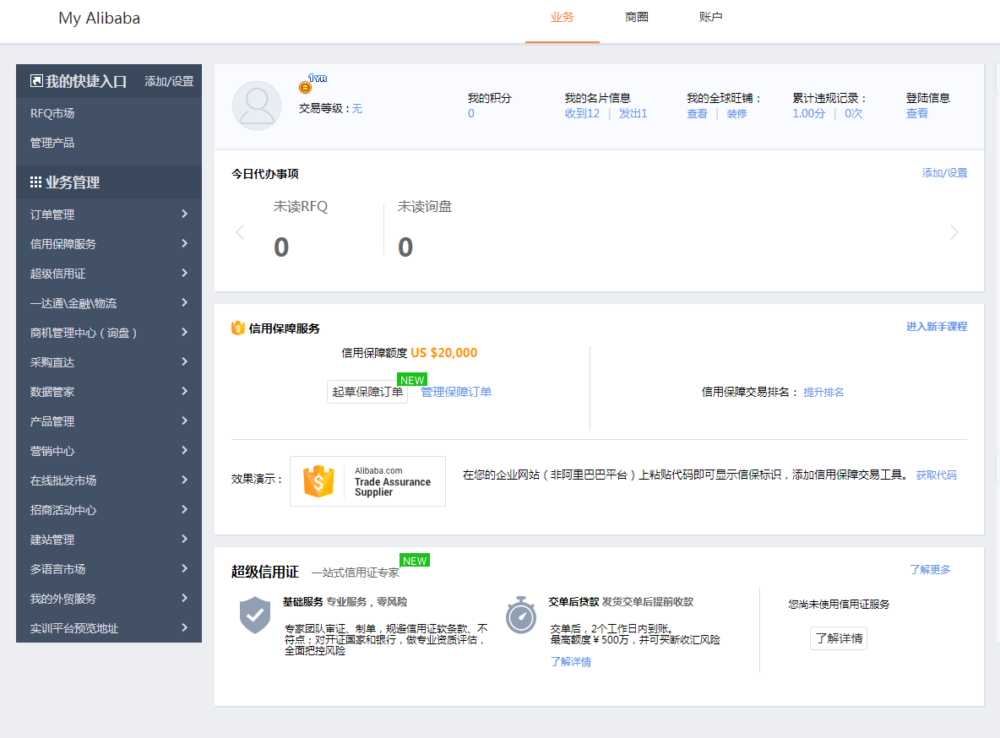 My Alibaba
业务
商圈
账户
我的快捷入口 添加/设置
RFQ市场
管理产品
业务管理
订单管理
信用保障服务
超级信用证
一达通\金融\物流
商机管理中心（询盘）
采购直达
数据管家
产品管理
营销中心
在线批发市场
招商活动中心
建站管理
多语言市场
我的外贸服务
实训平台预览地址
1YR
交易等级：无
我的积分
0
我的名片信息
收到12 | 发出1
我的全球旺铺：
查看 | 装修
累计违规记录：
1.00分 | 0次
登陆信息
查看
今日代办事项
添加/设置
未读RFQ
0
未读询盘
0
信用保障服务
进入新手课程
信用保障额度 US $20,000
起草保障订单
NEW
管理保障订单
信用保障交易排名： 提升排名
效果演示：
Alibaba.com
Trade Assurance
Supplier
在您的企业网站（非阿里巴巴平台）上粘贴代码即可显示信保标识，添加信用保障交易工具。 获取代码
超级信用证 一站式信用证专家
NEW
了解更多
基础服务 专业服务，零风险
专家团队审证、制单，规避信用证软条款、不
符点；对开证国家和银行，做专业资质评估，
全面把控风险
交单后贷款 发货交单后提前收款
交单后，2个工作日内到账。
最高额度￥500万，并可买断收汇风险
了解详情
您尚未使用信用证服务
了解详情